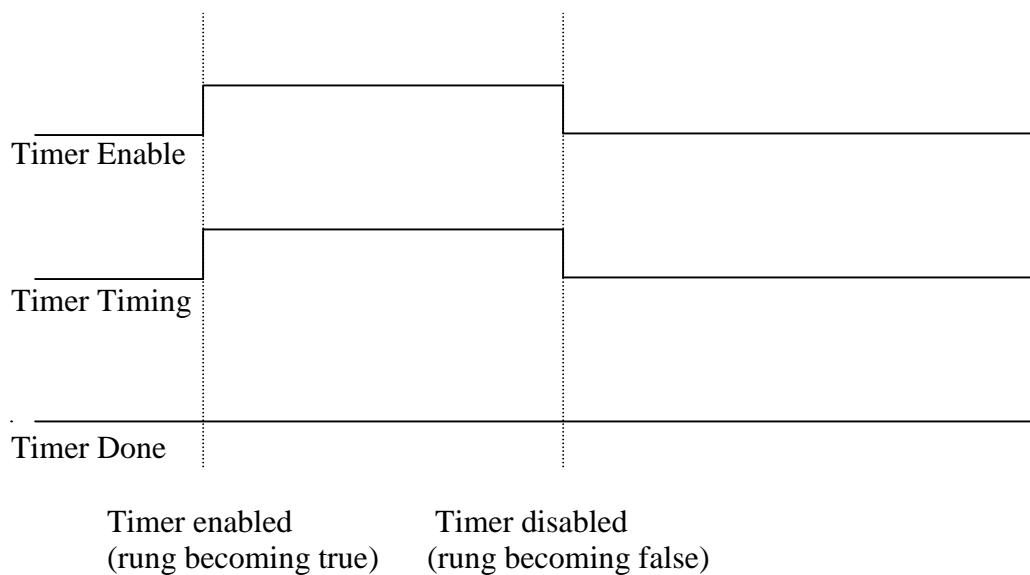 Timer Enable
Timer Timing
Timer Done
Timer enabled
(rung becoming true)
Timer disabled
(rung becoming false)